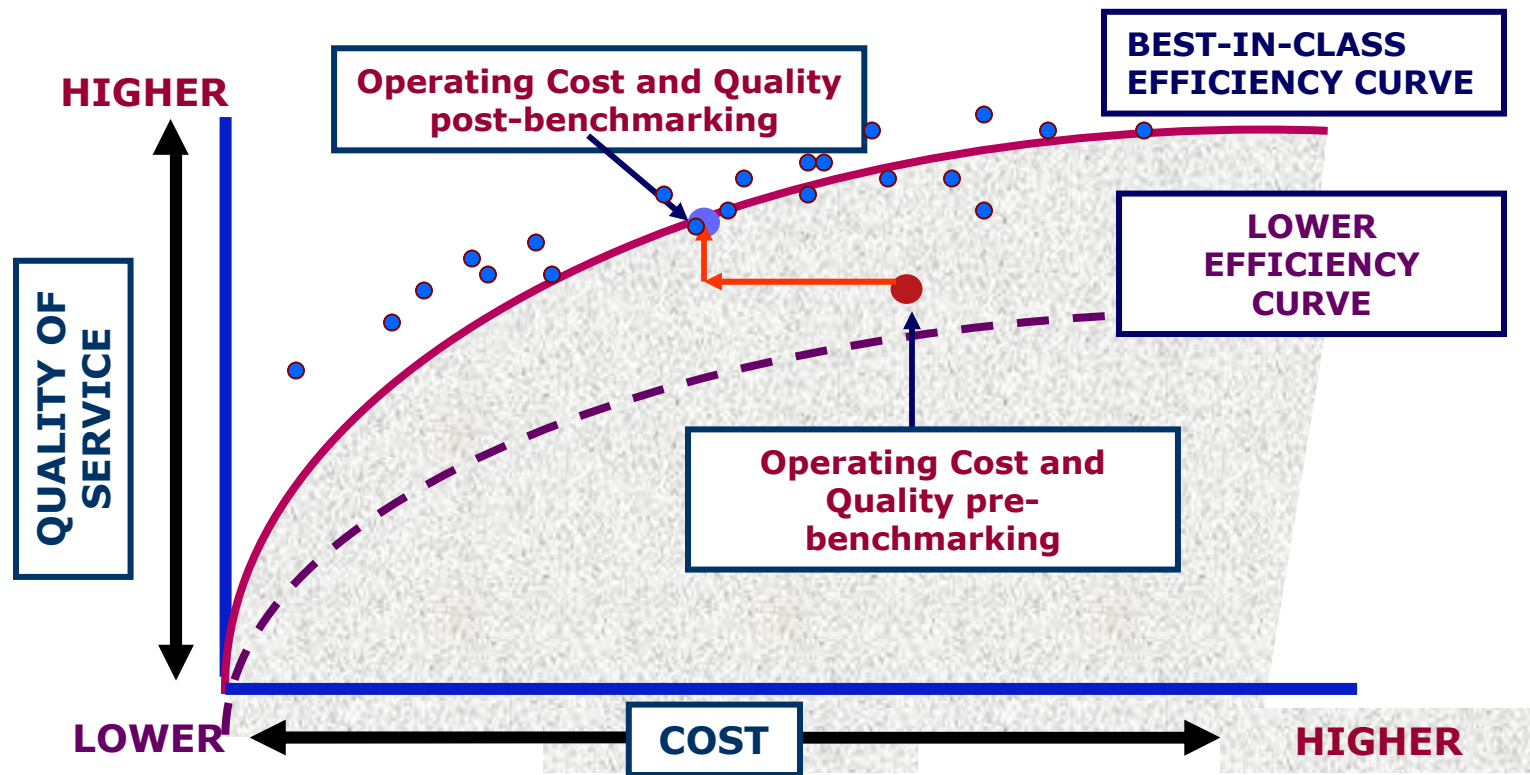 BEST-IN-CLASS
EFFICIENCY CURVE
Operating Cost and Quality
post-benchmarking
HIGHER
LOWER
EFFICIENCY
CURVE
QUALITY OF
SERVICE
Operating Cost and
Quality pre-
benchmarking
LOWER
COST
HIGHER